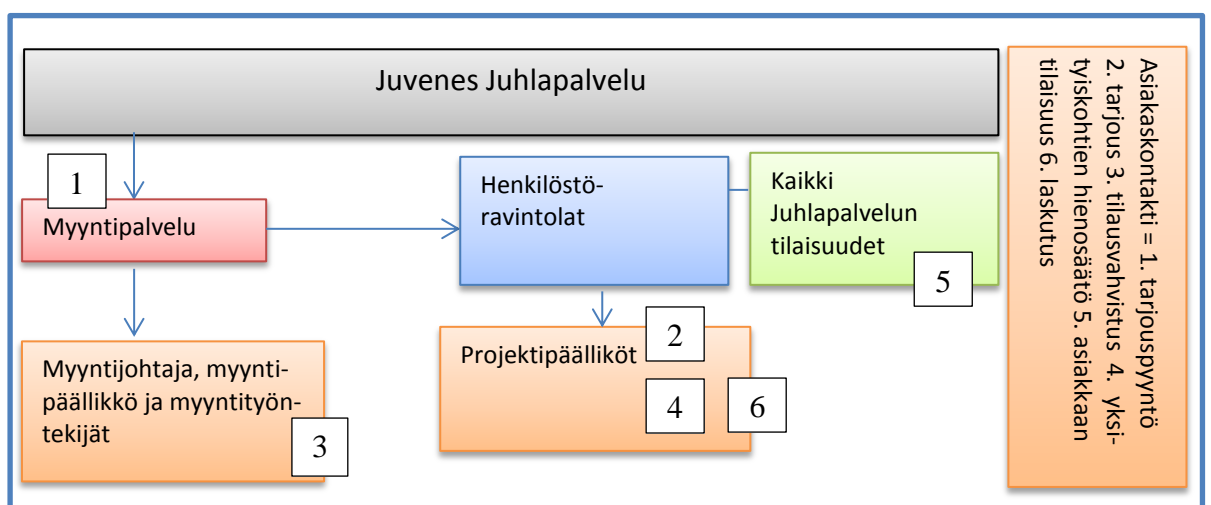 Juvenes Juhlapalvelu
1
Myyntipalvelu
Henkilöstö-
ravintolat
Kaikki
Juhlapalvelun
tilaisuudet
5
Myyntijohtaja, myynti-
päällikkö ja myyntityön-
tekijät
3
Projektipäälliköt
2
4
6
Asiakaskontakti = 1. tarjouspyyntö
2. tarjous 3. tilausvahvistus 4. yksi-
tyiskohtien hienosäätö 5. asiakkaan
tilaisuus 6. laskutus